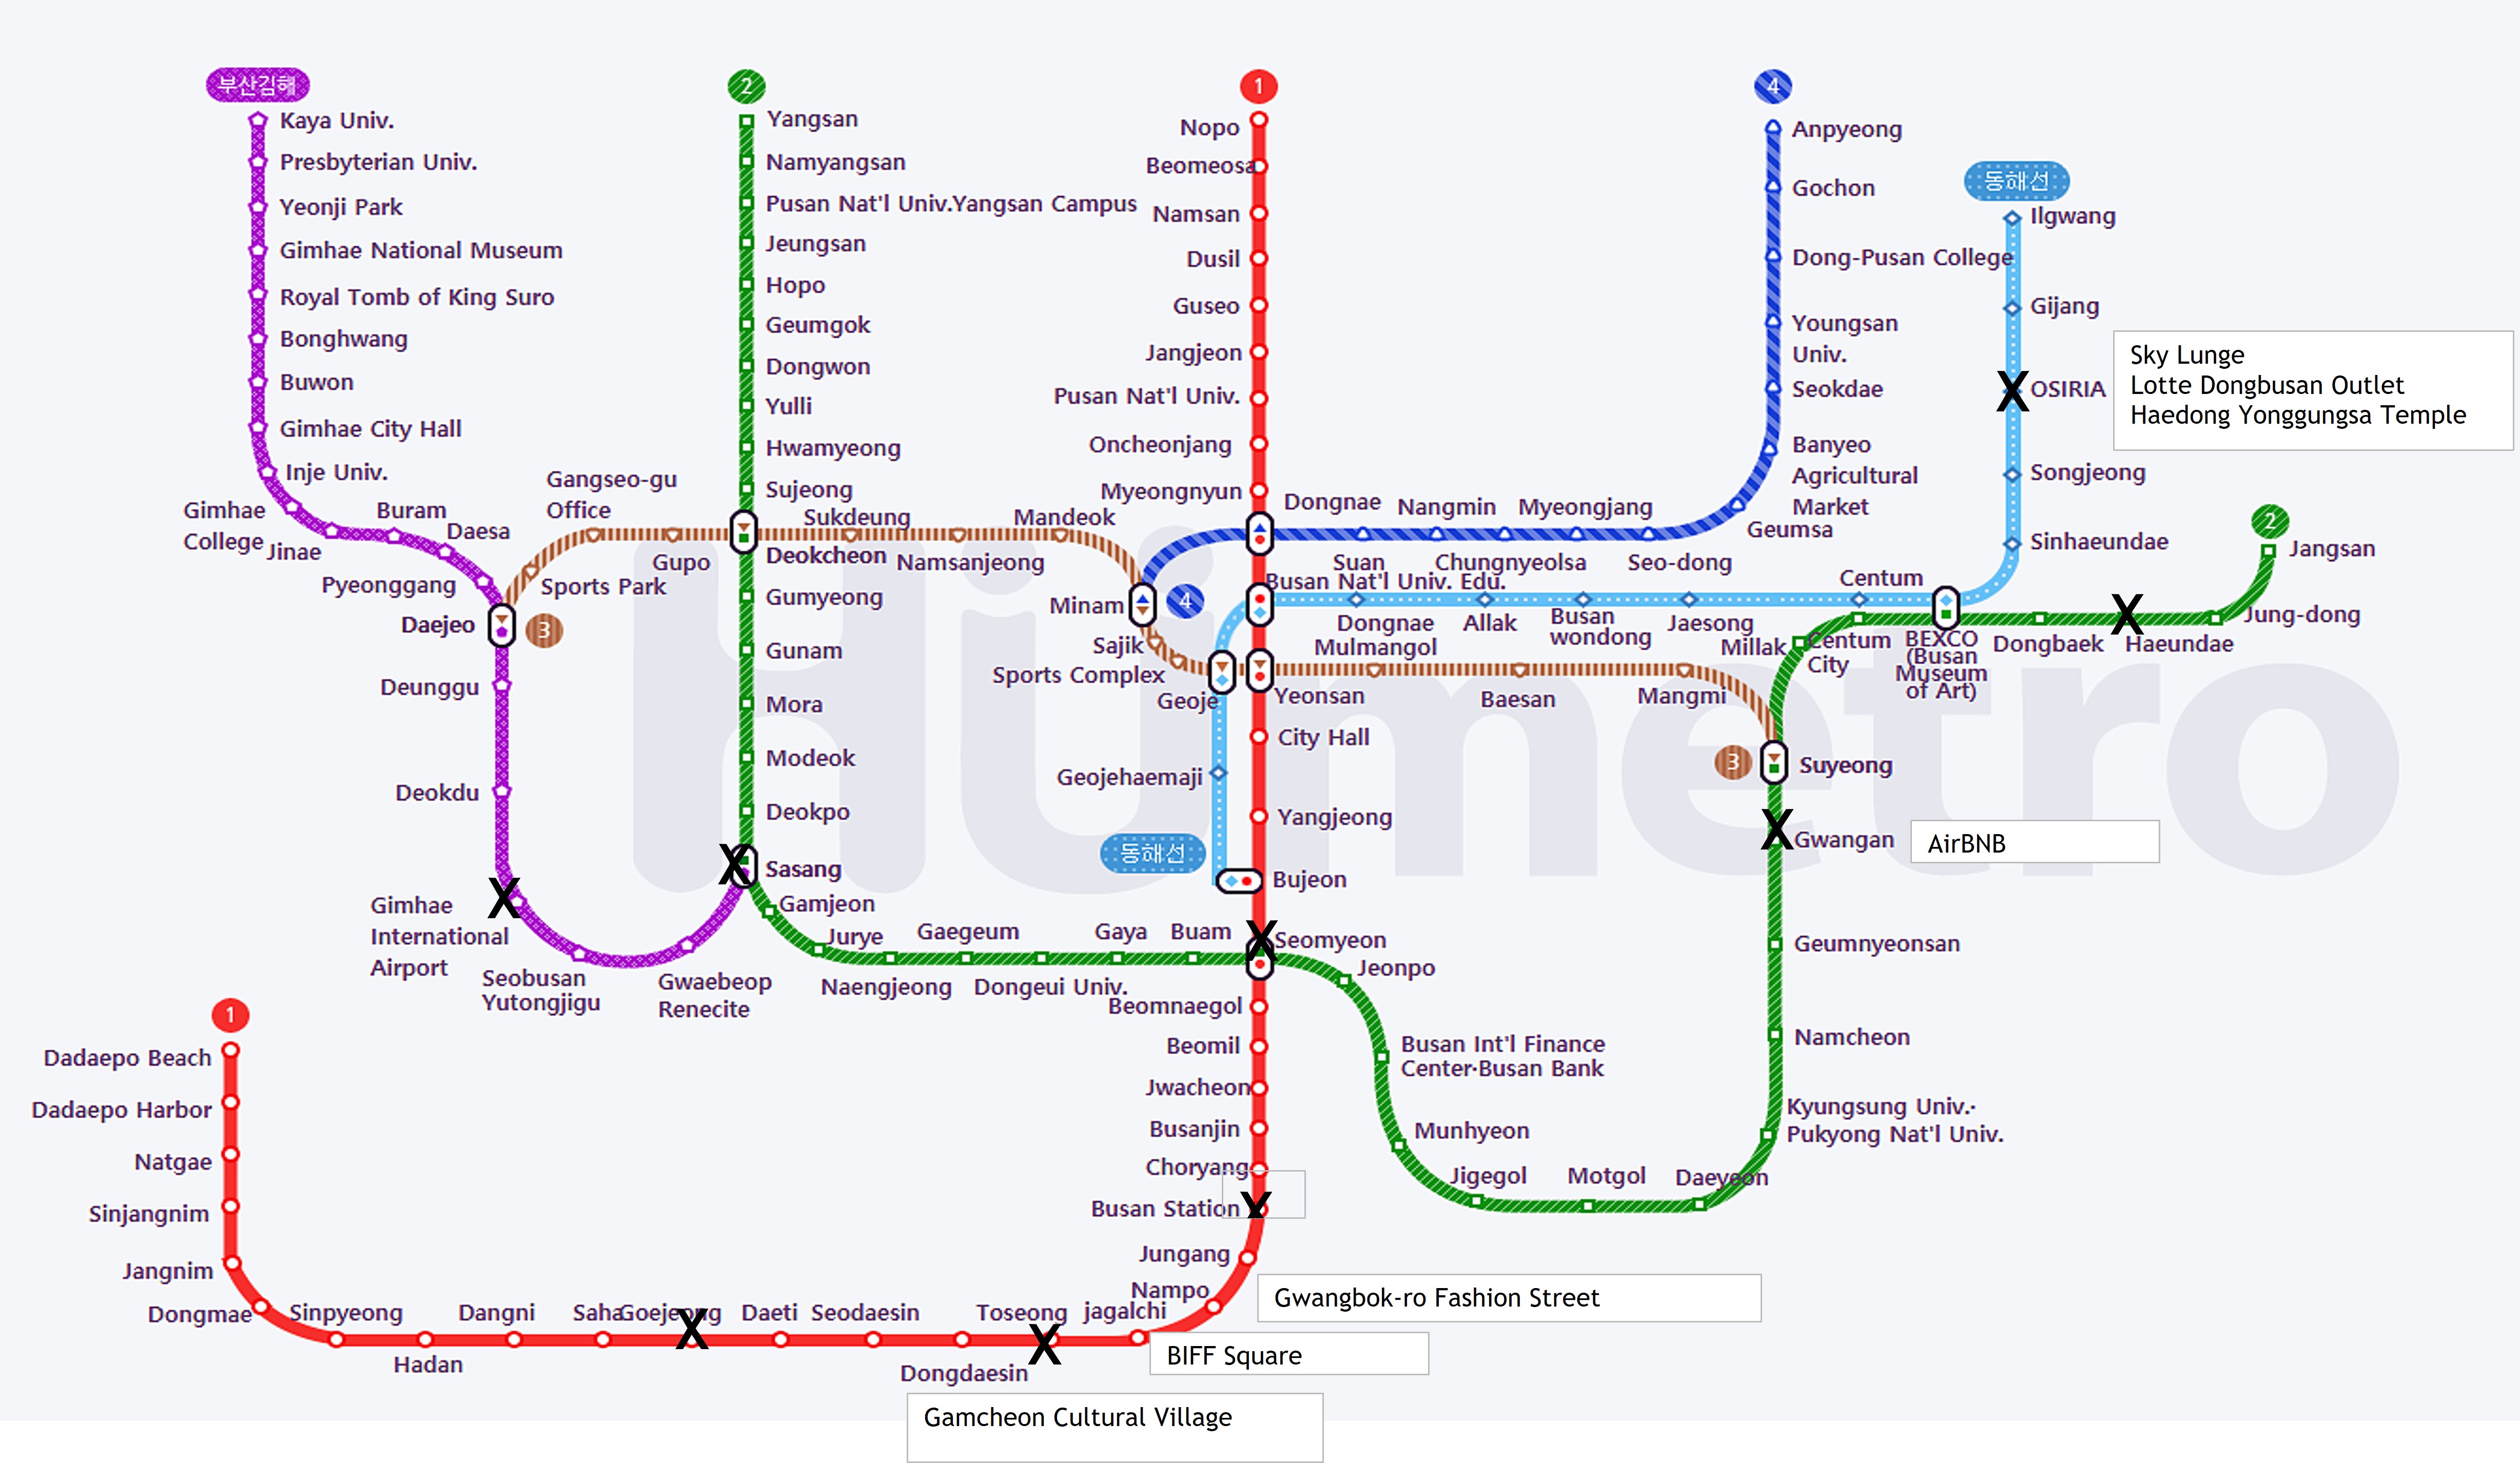 부산김해
Kaya Univ.
Presbyterian Univ.
Yeonji Park
Gimhae National Museum
Royal Tomb of King Suro
Bonghwang
Buwon
Gimhae City Hall
Inje Univ.
Gimhae
College
Jinae
Buram
Daesa
Pyeonggang
Daejeo
Deunggu
Deokdu
Gimhae
International
Airport
Seobusan
Yutongjigu
Gwaebeop
Renecite
2
Yangsan
Namyangsan
Pusan Nat'l Univ.Yangsan Campus
Jeungsan
Hopo
Geumgok
Dongwon
Yulli
Hwamyeong
Sujeong
Deokcheon
Gumyeong
Gunam
Mora
Modeok
Deokpo
Sasang
Gamjeon
Jurye
Naengjeong
Gaegeum
Dongeui Univ.
Gaya
Buam
3
Sports Park
Gangseo-gu
Office
Gupo
Sukdeung
Namsanjeong
Mandeok
Minam
4
Sajik
Sports Complex
Geoje
Geojehaemaji
동해선
1
Nopo
Beomeosa
Namsan
Dusil
Guseo
Jangjeon
Pusan Nat'l Univ.
Oncheonjang
Myeongnyun
Dongnae
Busan Nat'l Univ. Edu.
Yeonsan
City Hall
Yangjeong
Bujeon
Seomyeon
Beomnaegol
Beomil
Jwacheon
Busanjin
Choryang
Busan Station
Jungang
Nampo
jagalchi
Toseong
Dongdaesin
Seodaesin
Daeti
Goejeong
Saha
Dangni
Hadan
Sinpyeong
Dongmae
Jangnim
Sinjangnim
Natgae
Dadaepo Harbor
Dadaepo Beach
1
4
Anpyeong
Gochon
Dong-Pusan College
Youngsan
Univ.
Seokdae
Banyeo
Agricultural
Market
Geumsa
Seo-dong
Myeongjang
Chungnyeolsa
Nangmin
Suan
동해선
Ilgwang
Gijang
OSIRIA
Songjeong
Sinhaeundae
Centum
Jaesong
Busan
wondong
Allak
Dongnae
Mulmangol
Baesan
Mangmi
3
Suyeong
2
Jangsan
Jung-dong
Haeundae
Dongbaek
BEXCO
(Busan
Museum
of Art)
Centum
City
Millak
Gwangan
Geumnyeonsan
Namcheon
Kyungsung Univ.·
Pukyong Nat'l Univ.
Daeyeon
Motgol
Jigegol
Munhyeon
Busan Int'l Finance
Center·Busan Bank
Jeonpo
Sky Lunge
Lotte Dongbusan Outlet
Haedong Yonggungsa Temple
AirBNB
Gwangbok-ro Fashion Street
BIFF Square
Gamcheon Cultural Village
Humetro
X
X
X
X
X
X
X
X
X